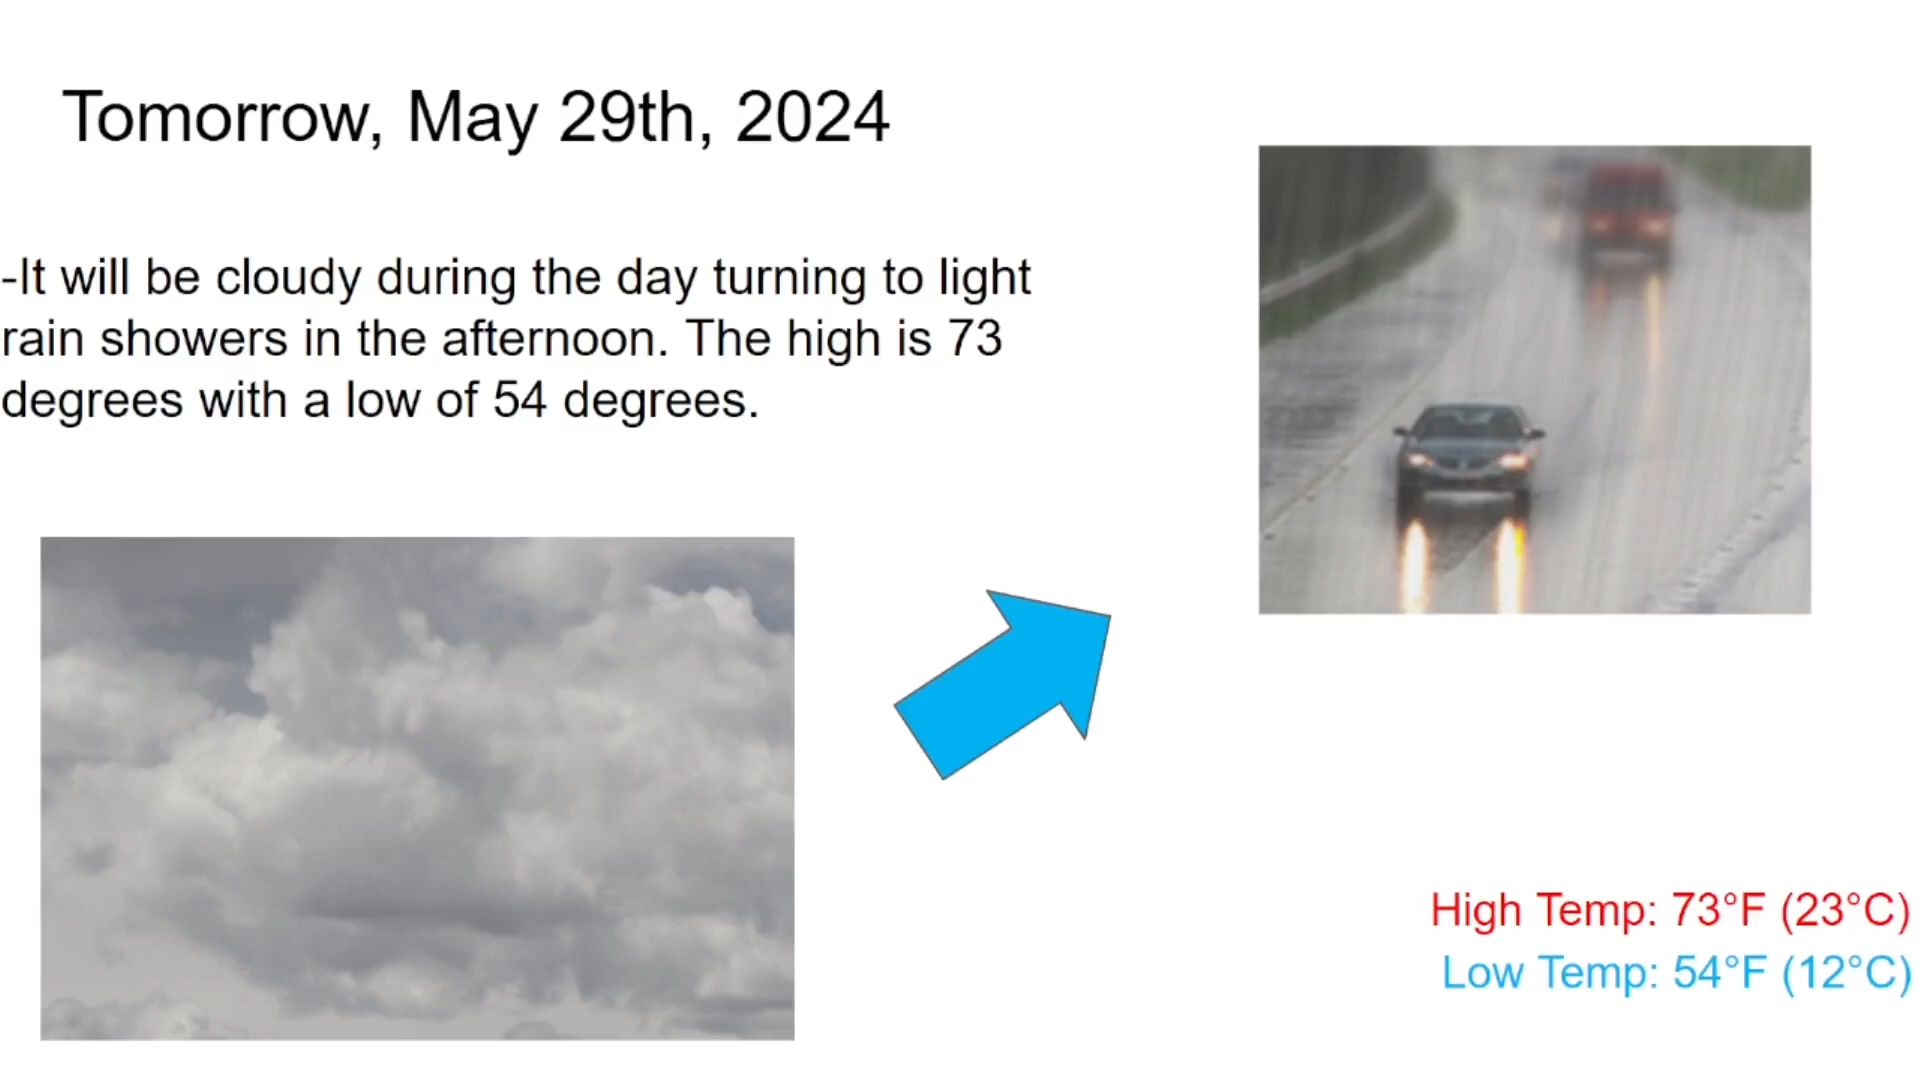 Tomorrow, May 29th, 2024
-It will be cloudy during the day turning to light
rain showers in the afternoon. The high is 73
degrees with a low of 54 degrees.
High Temp: 73°F (23°C)
Low Temp: 54°F (12°C)